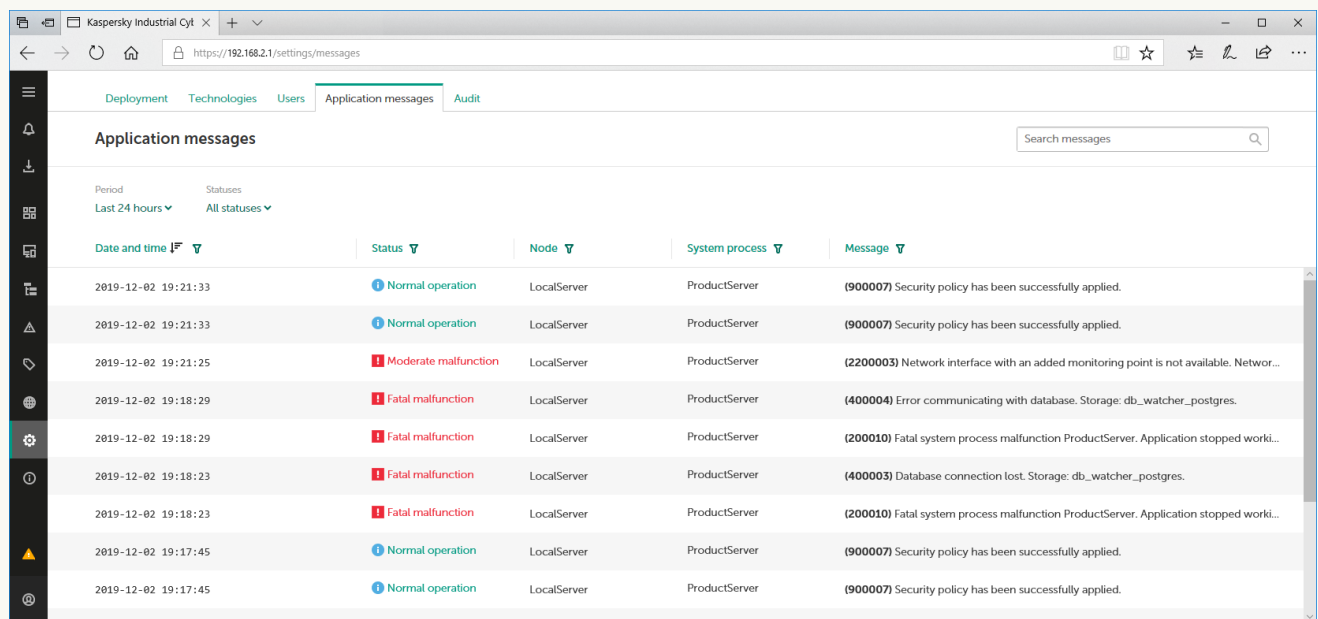 Kaspersky Industrial Cyb
https://192.168.2.1/settings/messages
Deployment Technologies Users Application messages Audit
Application messages
Search messages
Period Statuses
Last 24 hours All statuses
Date and time Status Node System process Message
2019-12-02 19:21:33 Normal operation LocalServer ProductServer (900007) Security policy has been successfully applied.
2019-12-02 19:21:33 Normal operation LocalServer ProductServer (900007) Security policy has been successfully applied.
2019-12-02 19:21:25 Moderate malfunction LocalServer ProductServer (2200003) Network interface with an added monitoring point is not available. Networ...
2019-12-02 19:18:29 Fatal malfunction LocalServer ProductServer (400004) Error communicating with database. Storage: db_watcher_postgres.
2019-12-02 19:18:29 Fatal malfunction LocalServer ProductServer (200010) Fatal system process malfunction ProductServer. Application stopped worki...
2019-12-02 19:18:23 Fatal malfunction LocalServer ProductServer (400003) Database connection lost. Storage: db_watcher_postgres.
2019-12-02 19:18:23 Fatal malfunction LocalServer ProductServer (200010) Fatal system process malfunction ProductServer. Application stopped worki...
2019-12-02 19:17:45 Normal operation LocalServer ProductServer (900007) Security policy has been successfully applied.
2019-12-02 19:17:45 Normal operation LocalServer ProductServer (900007) Security policy has been successfully applied.